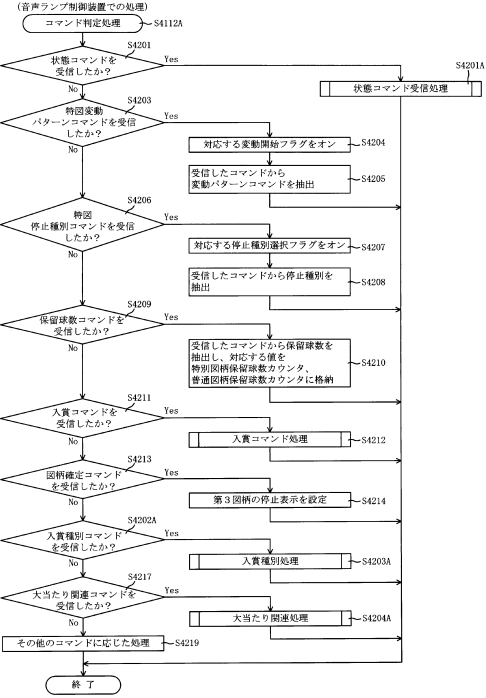 (音声ランプ制御装置での処理)
コマンド判定処理
S4112A
S4201
状態コマンドを
受信したか?
Yes
No
S4201A
状態コマンド受信処理
S4203
特図変動
パターンコマンドを受信
したか?
Yes
No
対応する変動開始フラグをオン
S4204
受信したコマンドから
変動パターンコマンドを抽出
S4205
S4206
特図
停止種別コマンドを受信
したか?
Yes
No
対応する停止種別選択フラグをオン
S4207
受信したコマンドから停止種別を
抽出
S4208
S4209
保留球数コマンドを
受信したか?
Yes
No
受信したコマンドから保留球数を
抽出し、対応する値を
特別図柄保留球数カウンタ、
普通図柄保留球数カウンタに格納
S4210
S4211
入賞コマンドを
受信したか?
Yes
No
入賞コマンド処理
S4212
S4213
図柄確定コマンド
を受信したか?
Yes
No
第3図柄の停止表示を設定
S4214
S4202A
入賞種別コマンド
を受信したか?
Yes
No
入賞種別処理
S4203A
S4217
大当たり関連コマンドを
受信したか?
Yes
No
大当たり関連処理
S4204A
その他のコマンドに応じた処理
S4219
終了